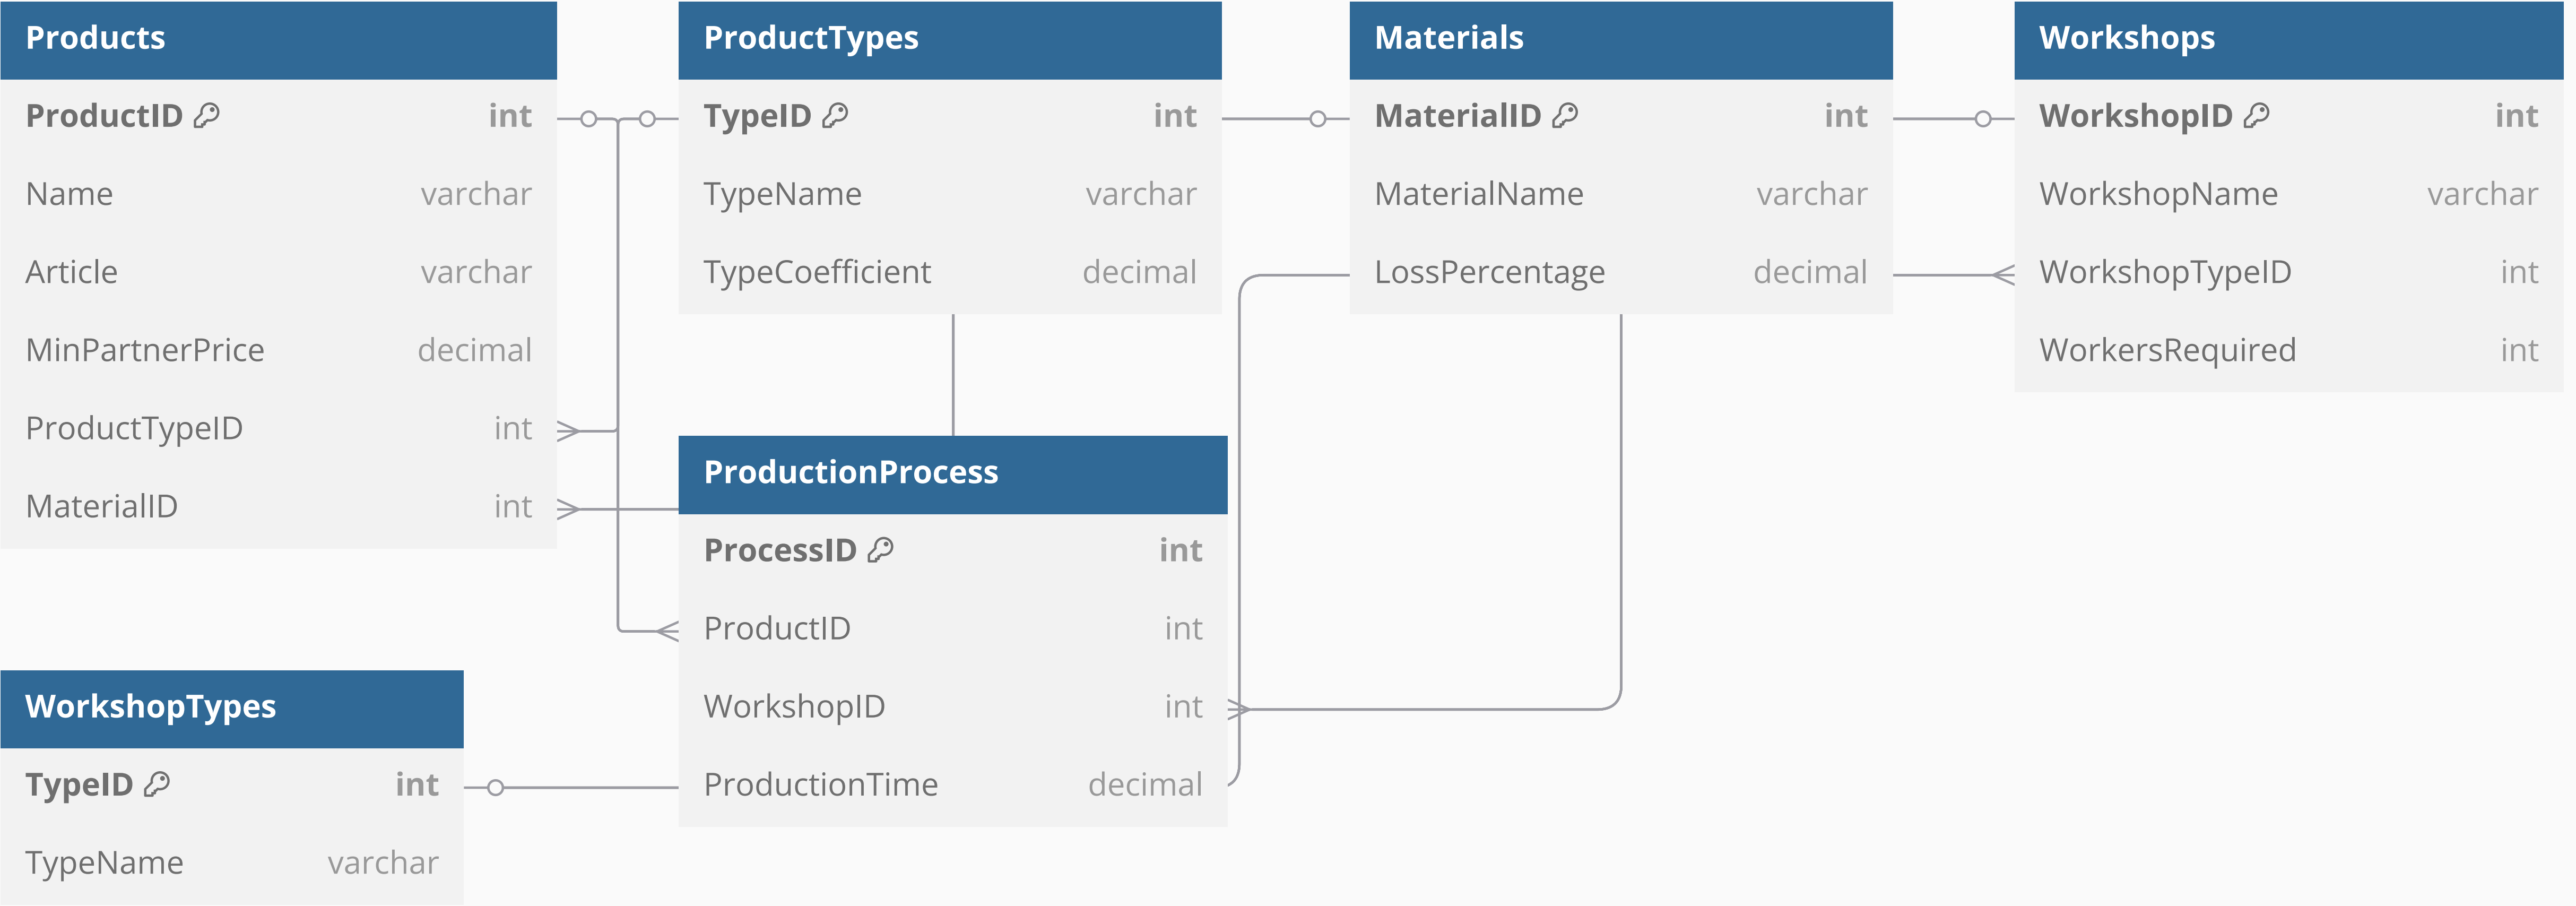 Products
ProductID int
Name varchar
Article varchar
MinPartnerPrice decimal
ProductTypeID int
MaterialID int
ProductTypes
TypeID int
TypeName varchar
TypeCoefficient decimal
Materials
MaterialID int
MaterialName varchar
LossPercentage decimal
Workshops
WorkshopID int
WorkshopName varchar
WorkshopTypeID int
WorkersRequired int
ProductionProcess
ProcessID int
ProductID int
WorkshopID int
ProductionTime decimal
WorkshopTypes
TypeID int
TypeName varchar